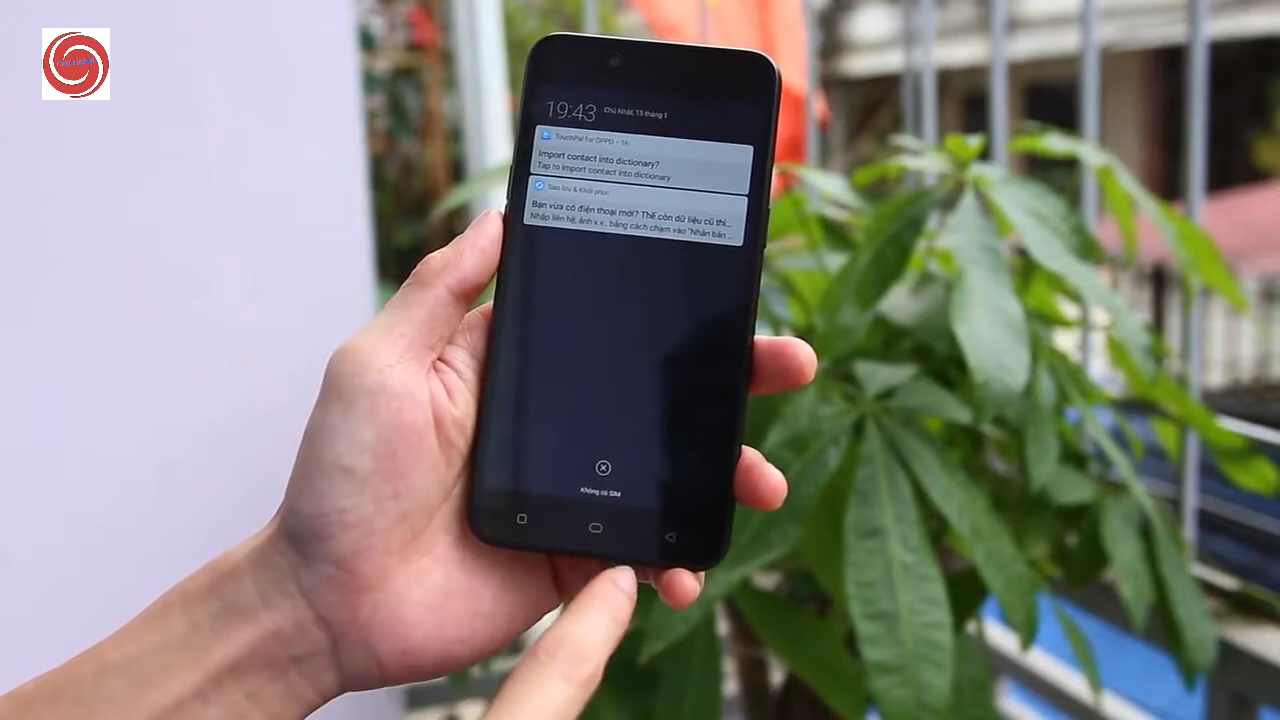 19:43 Chủ Nhật, 15 tháng 1
TouchPal for OPPO • 1h
Import contact into dictionary?
Tap to import contact into dictionary
Sao lưu & Khôi phục
Bạn vừa có điện thoại mới? Thế còn dữ liệu cũ thì...
Nhập liên hệ, ảnh v.v.. bằng cách chạm vào "Nhân bản ...
Không có SIM